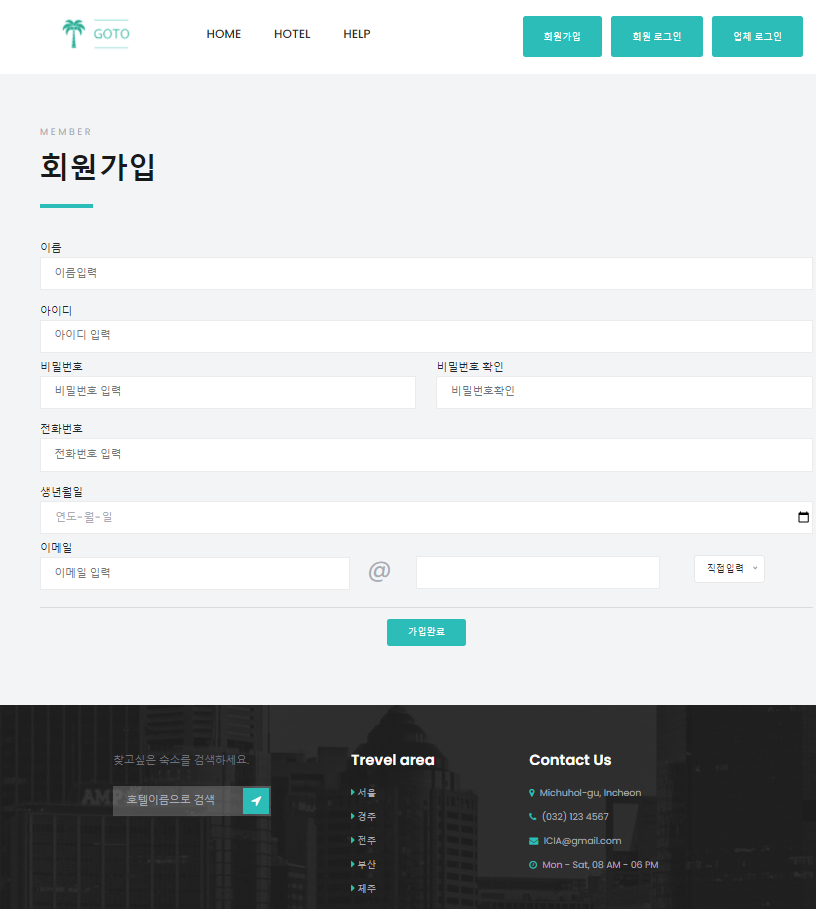 GOTO
HOME HOTEL HELP
회원가입 회원 로그인 업체 로그인
MEMBER
회원가입
이름
이름입력
아이디
아이디 입력
비밀번호 비밀번호 확인
비밀번호 입력 비밀번호확인
전화번호
전화번호 입력
생년월일
연도-월-일
이메일
이메일 입력 @ 직접입력
가입완료
찾고싶은 숙소를 검색하세요.
호텔이름으로 검색
Trevel area
서울
경주
전주
부산
제주
Contact Us
Michuhol-gu, Incheon
(032) 123 4567
ICIA@gmail.com
Mon - Sat, 08 AM - 06 PM